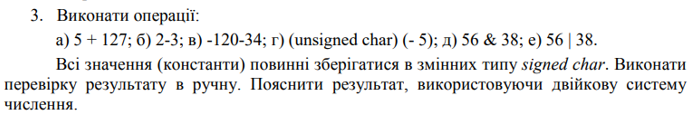 3. Виконати операції:
а) 5 + 127; б) 2-3; в) -120-34; г) (unsigned char) (- 5); д) 56 & 38; е) 56 | 38.
Всі значення (константи) повинні зберігатися в змінних типу signed char. Виконати
перевірку результату в ручну. Пояснити результат, використовуючи двійкову систему
числення.